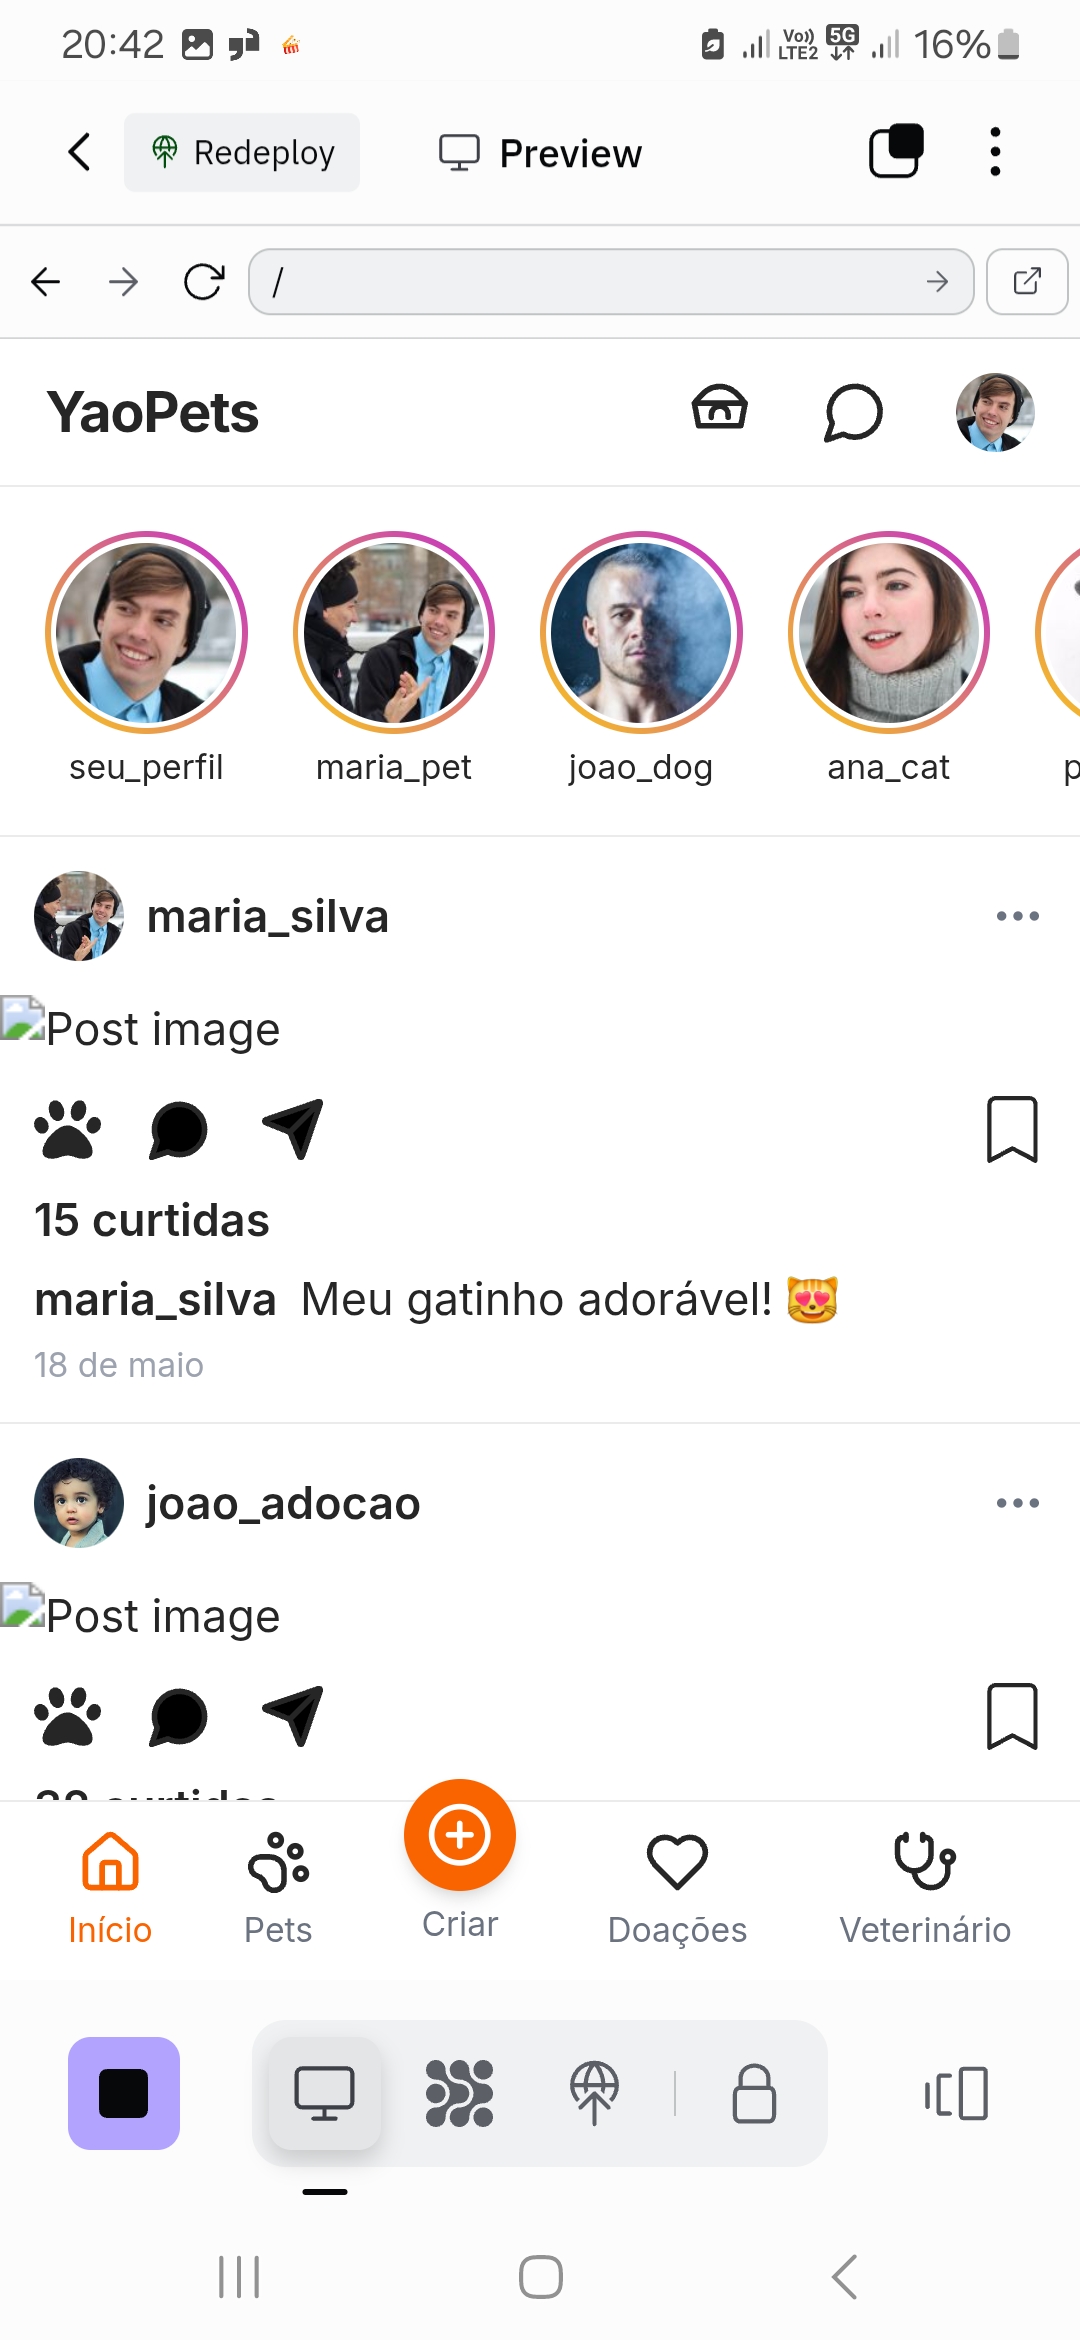 20:42
Vo)) LTE2 5G 16%
Redeploy Preview
/
YaoPets
seu_perfil maria_pet joao_dog ana_cat p
maria_silva
Post image
15 curtidas
maria_silva Meu gatinho adorável! 😻
18 de maio
joao_adocao
Post image
curtidas
Início Pets Criar Doações Veterinário